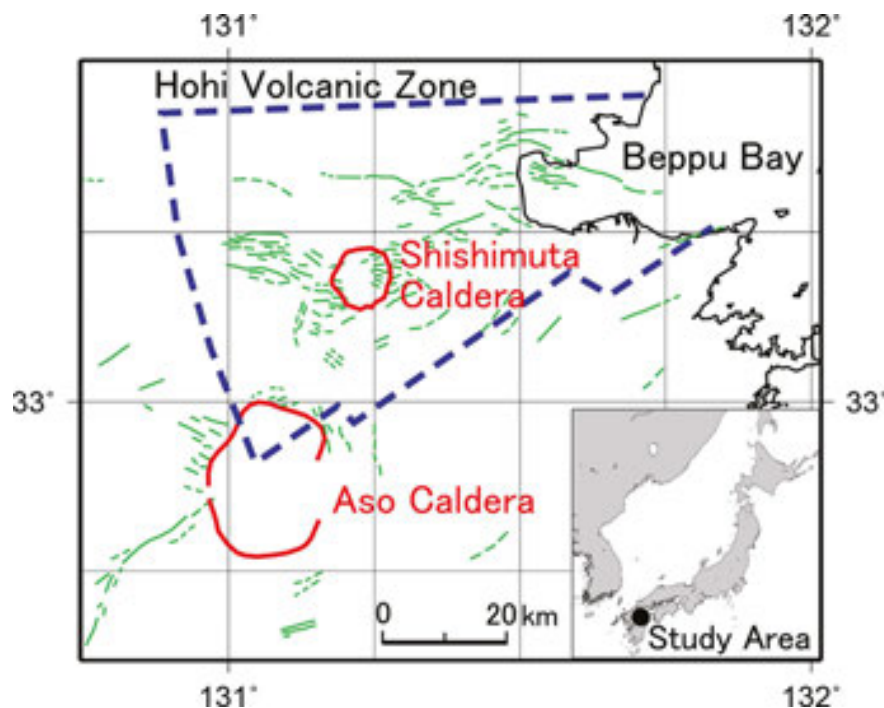 131°
132°
Hohi Volcanic Zone
Beppu Bay
Shishimuta
Caldera
33°
33°
Aso Caldera
0
20 km
Study Area
131°
132°